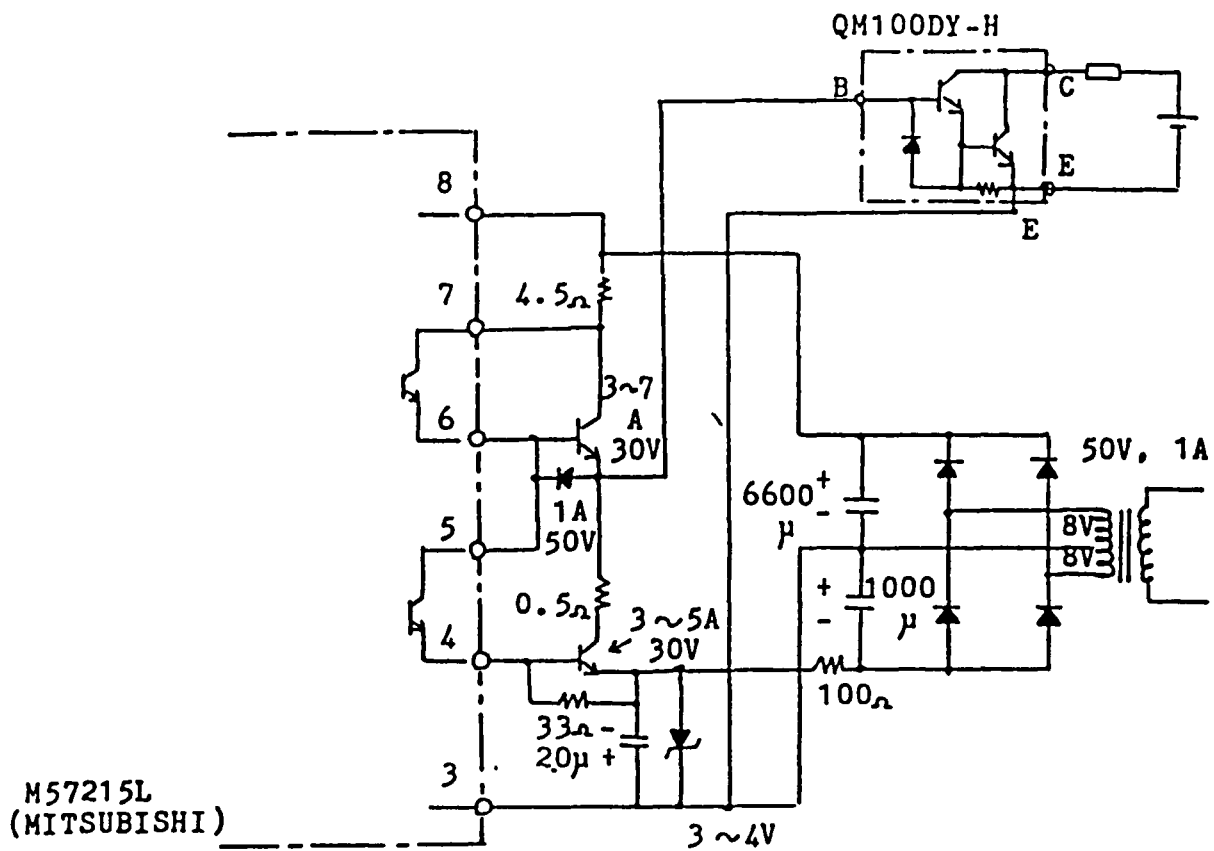 QM100DY-H
B
C
E
E
8
7
4.5Ω
3~7
A
30V
6
1A
50V
5
0.5Ω
3~5A
30V
4
33Ω -
20μ +
3
3~4V
6600 +
-
μ
+
-
1000
μ
100Ω
50V, 1A
8V
8V
M57215L
(MITSUBISHI)